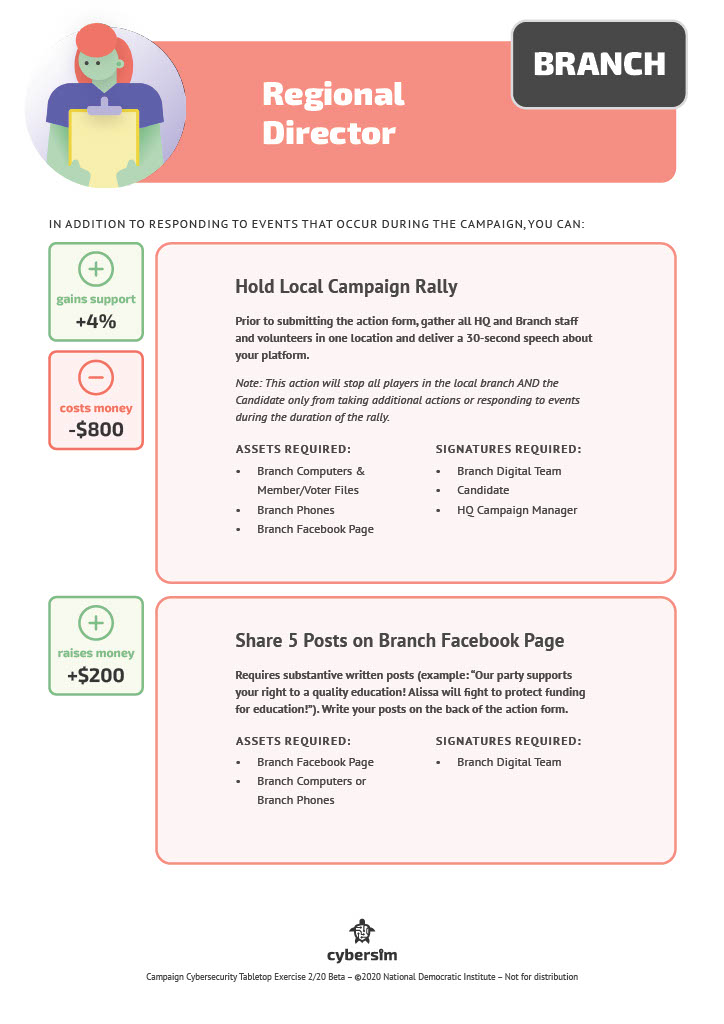 BRANCH
Regional
Director
IN ADDITION TO RESPONDING TO EVENTS THAT OCCUR DURING THE CAMPAIGN, YOU CAN:
gains support
+4%
costs money
-$800
Hold Local Campaign Rally
Prior to submitting the action form, gather all HQ and Branch staff
and volunteers in one location and deliver a 30-second speech about
your platform.
Note: This action will stop all players in the local branch AND the
Candidate only from taking additional actions or responding to events
during the duration of the rally.
ASSETS REQUIRED:
• Branch Computers &
Member/Voter Files
• Branch Phones
• Branch Facebook Page
SIGNATURES REQUIRED:
• Branch Digital Team
• Candidate
• HQ Campaign Manager
raises money
+$200
Share 5 Posts on Branch Facebook Page
Requires substantive written posts (example: "Our party supports
your right to a quality education! Alissa will fight to protect funding
for education!"). Write your posts on the back of the action form.
ASSETS REQUIRED:
• Branch Facebook Page
• Branch Computers or
Branch Phones
SIGNATURES REQUIRED:
• Branch Digital Team
cybersim
Campaign Cybersecurity Tabletop Exercise 2/20 Beta – ©2020 National Democratic Institute – Not for distribution